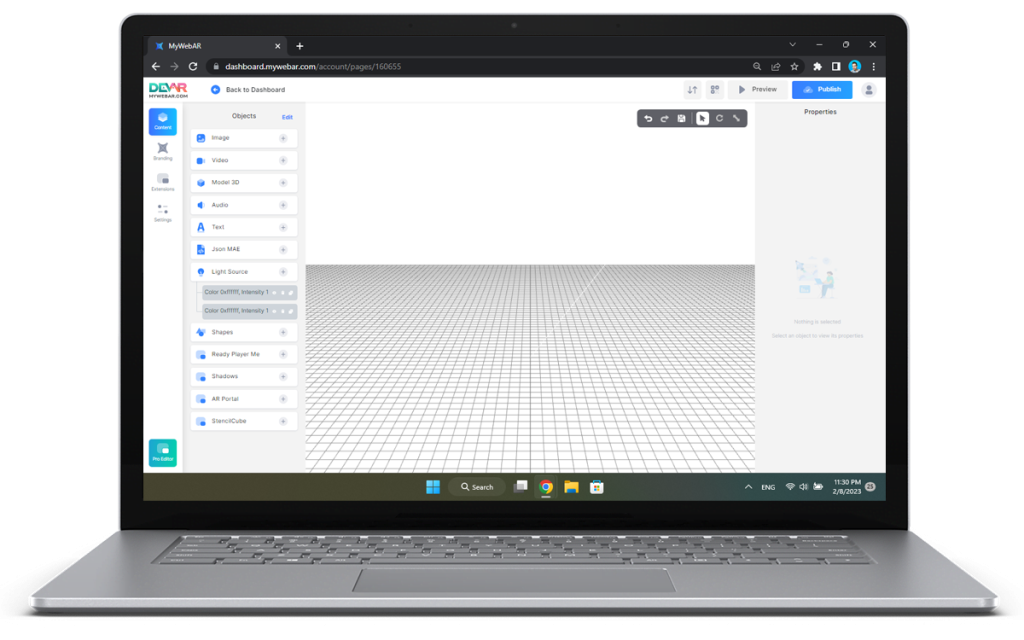 MyWebAR
dashboard.mywebar.com/account/pages/160655
DEVAR
MYWEBAR.COM
Back to Dashboard
Preview
Publish
Content
Branding
Extensions
Settings
Pro Editor
Objects
Edit
Image
Video
Model 3D
Audio
Text
Json MAE
Light Source
Color 0xffffff, Intensity 1
Color 0xffffff, Intensity 1
Shapes
Ready Player Me
Shadows
AR Portal
StencilCube
Properties
Nothing is selected
Select an object to view its properties
Search
ENG
11:30 PM
2/8/2023